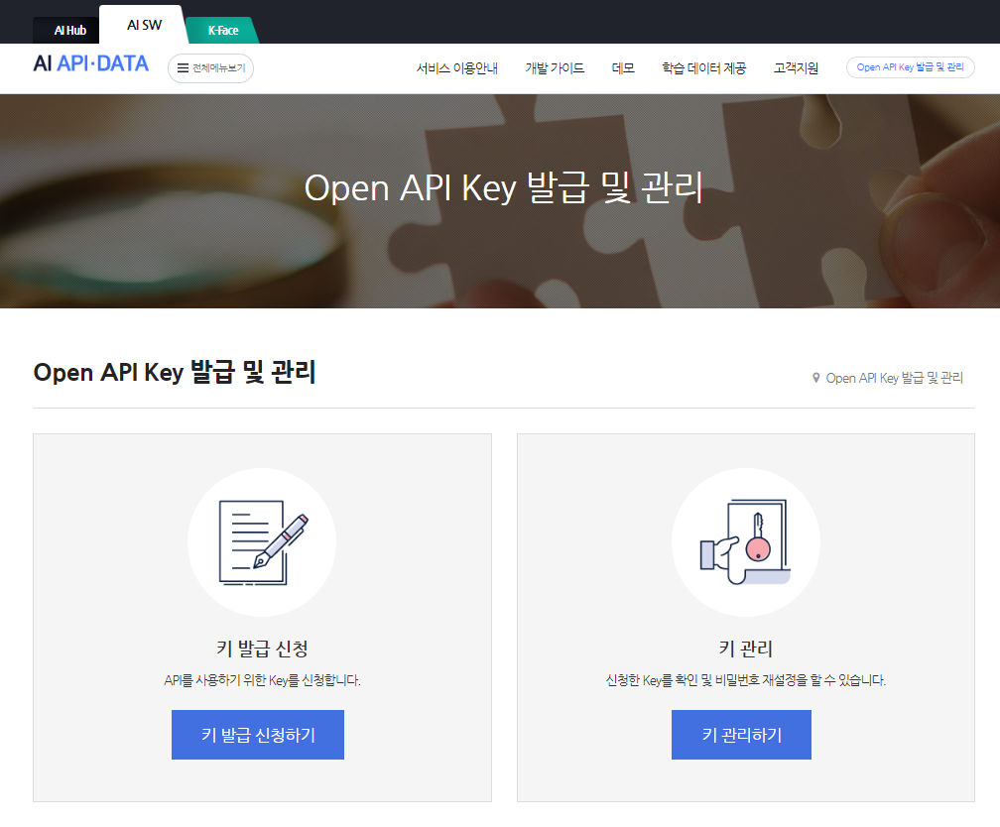 AI Hub
AI SW
K-Face
AI API·DATA
전체메뉴보기
서비스 이용안내
개발 가이드
데모
학습 데이터 제공
고객지원
Open API Key 발급 및 관리
Open API Key 발급 및 관리
Open API Key 발급 및 관리
Open API Key 발급 및 관리
키 발급 신청
API를 사용하기 위한 Key를 신청합니다.
키 발급 신청하기
키 관리
신청한 Key를 확인 및 비밀번호 재설정을 할 수 있습니다.
키 관리하기